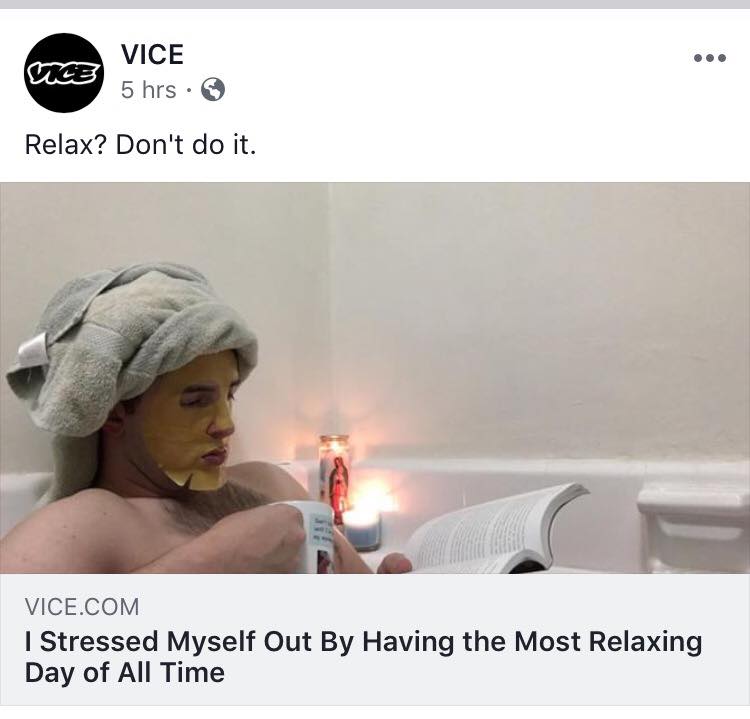 VICE
VICE
5 hrs ·
Relax? Don't do it.
VICE.COM
I Stressed Myself Out By Having the Most Relaxing
Day of All Time